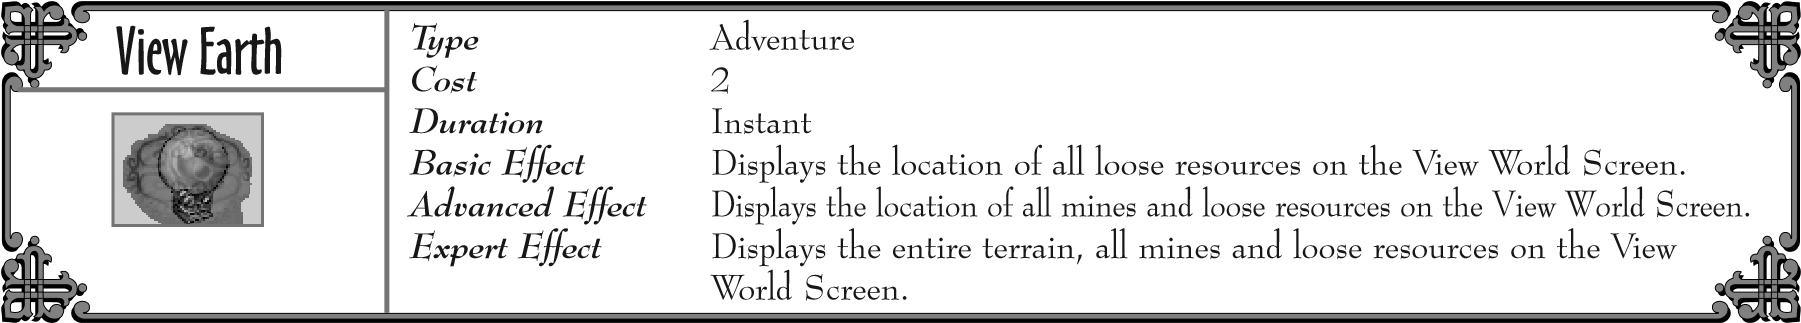 View Earth
Type Adventure
Cost 2
Duration Instant
Basic Effect Displays the location of all loose resources on the View World Screen.
Advanced Effect Displays the location of all mines and loose resources on the View World Screen.
Expert Effect Displays the entire terrain, all mines and loose resources on the View
World Screen.